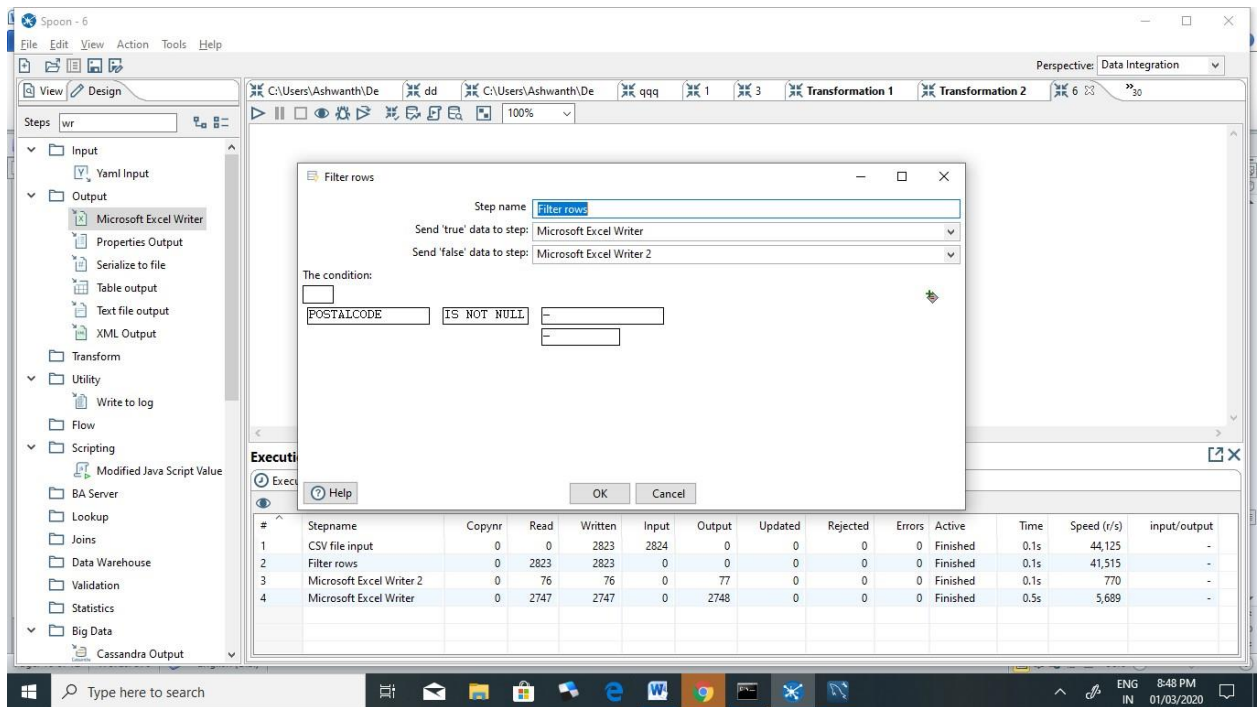 Spoon - 6
File Edit View Action Tools Help
Perspective: Data Integration
View Design
C:\Users\Ashwanth\De dd C:\Users\Ashwanth\De qqq 1 3 Transformation 1 Transformation 2 6 »30
Steps wr
100%
Input
Yaml Input
Output
Microsoft Excel Writer
Properties Output
Serialize to file
Table output
Text file output
XML Output
Transform
Utility
Write to log
Flow
Scripting
Modified Java Script Value
BA Server
Lookup
Joins
Data Warehouse
Validation
Statistics
Big Data
Cassandra Output
Filter rows
Step name Filter rows
Send 'true' data to step: Microsoft Excel Writer
Send 'false' data to step: Microsoft Excel Writer 2
The condition:
POSTALCODE IS NOT NULL -
-
Help OK Cancel
Executi
Execu
# Stepname Copynr Read Written Input Output Updated Rejected Errors Active Time Speed (r/s) input/output
1 CSV file input 0 0 2823 2824 0 0 0 0 Finished 0.1s 44,125 -
2 Filter rows 0 2823 2823 0 0 0 0 0 Finished 0.1s 41,515 -
3 Microsoft Excel Writer 2 0 76 76 0 77 0 0 0 Finished 0.1s 770 -
4 Microsoft Excel Writer 0 2747 2747 0 2748 0 0 0 Finished 0.5s 5,689 -
Type here to search
ENG 8:48 PM
IN 01/03/2020